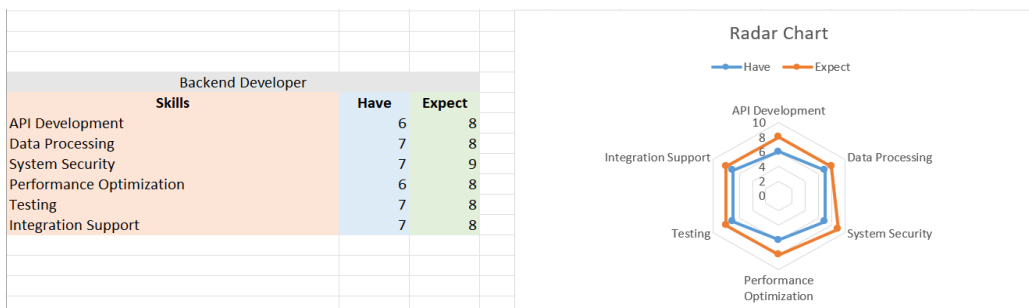 Backend Developer
Skills Have Expect
API Development 6 8
Data Processing 7 8
System Security 7 9
Performance Optimization 6 8
Testing 7 8
Integration Support 7 8
Radar Chart
Have Expect
API Development
10
8
6
4
2
0
Integration Support
Data Processing
Testing
System Security
Performance
Optimization